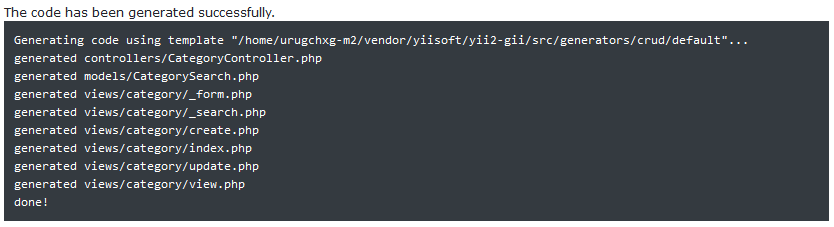 The code has been generated successfully.
Generating code using template "/home/urugchxg-m2/vendor/yiisoft/yii2-gii/src/generators/crud/default"...
generated controllers/CategoryController.php
generated models/CategorySearch.php
generated views/category/_form.php
generated views/category/_search.php
generated views/category/create.php
generated views/category/index.php
generated views/category/update.php
generated views/category/view.php
done!